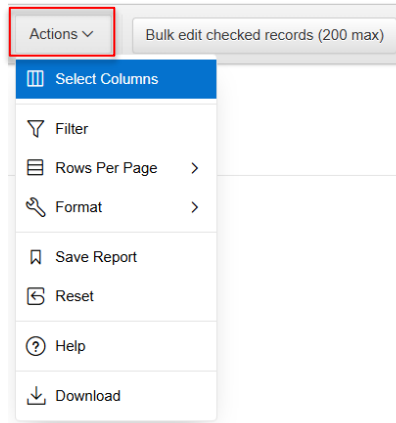 Actions
Bulk edit checked records (200 max)
Select Columns
Filter
Rows Per Page
Format
Save Report
Reset
Help
Download